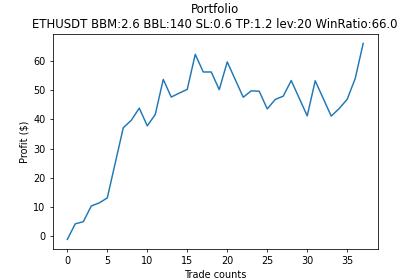 Portfolio
ETHUSDT BBM:2.6 BBL:140 SL:0.6 TP:1.2 lev:20 WinRatio:66.0
60
50
40
30
20
10
0
Profit ($)
0 5 10 15 20 25 30 35
Trade counts